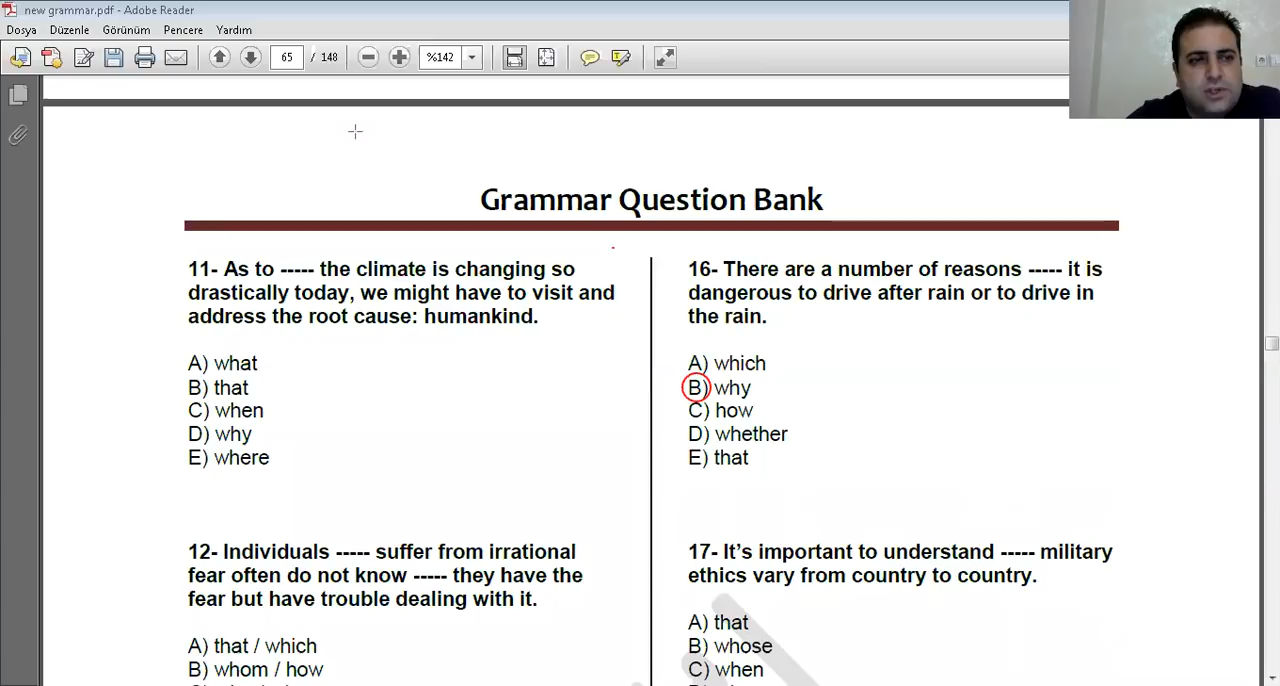 new grammar.pdf - Adobe Reader
Dosya Düzenle Görünüm Pencere Yardım
65 / 148 %142
Grammar Question Bank
11- As to ----- the climate is changing so
drastically today, we might have to visit and
address the root cause: humankind.
A) what
B) that
C) when
D) why
E) where
12- Individuals ----- suffer from irrational
fear often do not know ----- they have the
fear but have trouble dealing with it.
A) that / which
B) whom / how
16- There are a number of reasons ----- it is
dangerous to drive after rain or to drive in
the rain.
A) which
B) why
C) how
D) whether
E) that
17- It’s important to understand ----- military
ethics vary from country to country.
A) that
B) whose
C) when